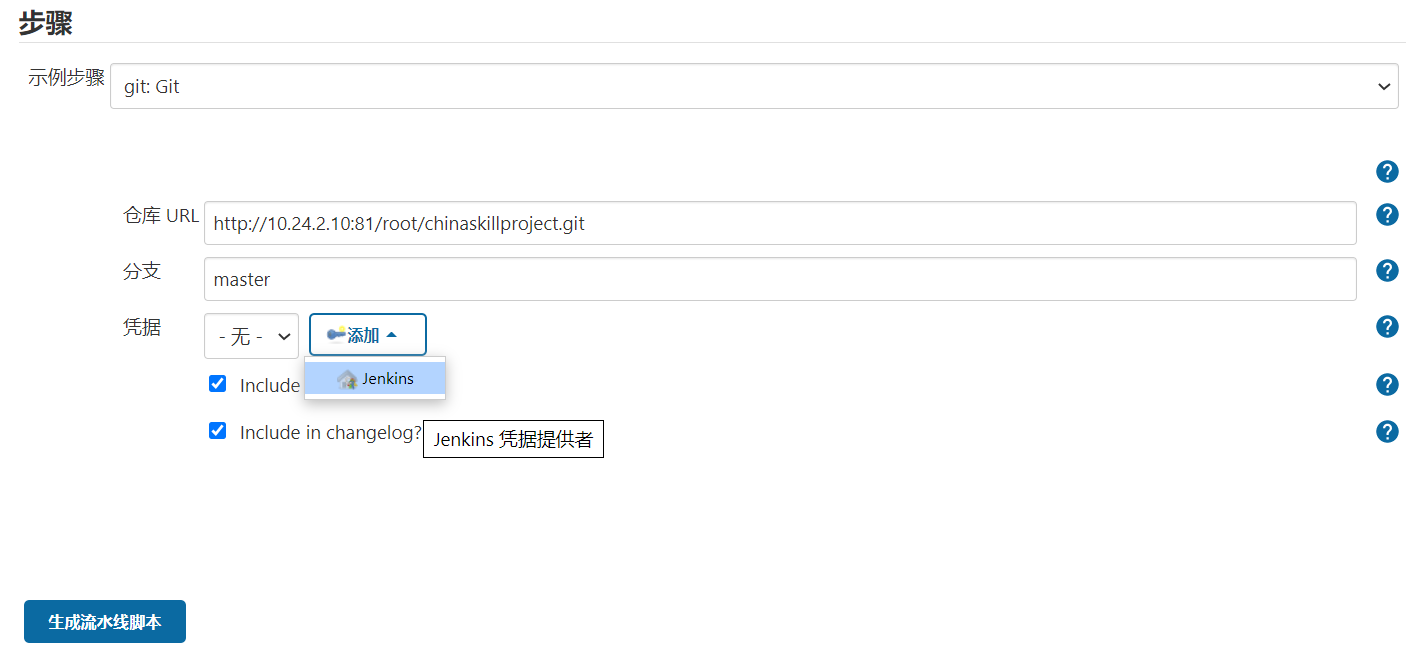 步骤
示例步骤 git: Git
?
仓库 URL http://10.24.2.10:81/root/chinaskillproject.git ?
分支 master ?
凭据 - 无 - 添加 ?
Jenkins
Include ?
Include in changelog? ?
Jenkins 凭据提供者
生成流水线脚本